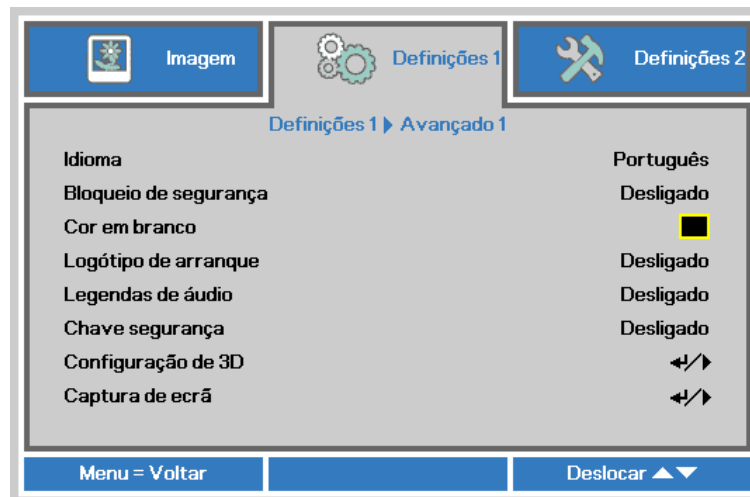 Imagem
Definições 1
Definições 2
Definições 1 ▶ Avançado 1
Idioma Português
Bloqueio de segurança Desligado
Cor em branco
Logótipo de arranque Desligado
Legendas de áudio Desligado
Chave segurança Desligado
Configuração de 3D
Captura de ecrã
Menu = Voltar
Deslocar ▲▼